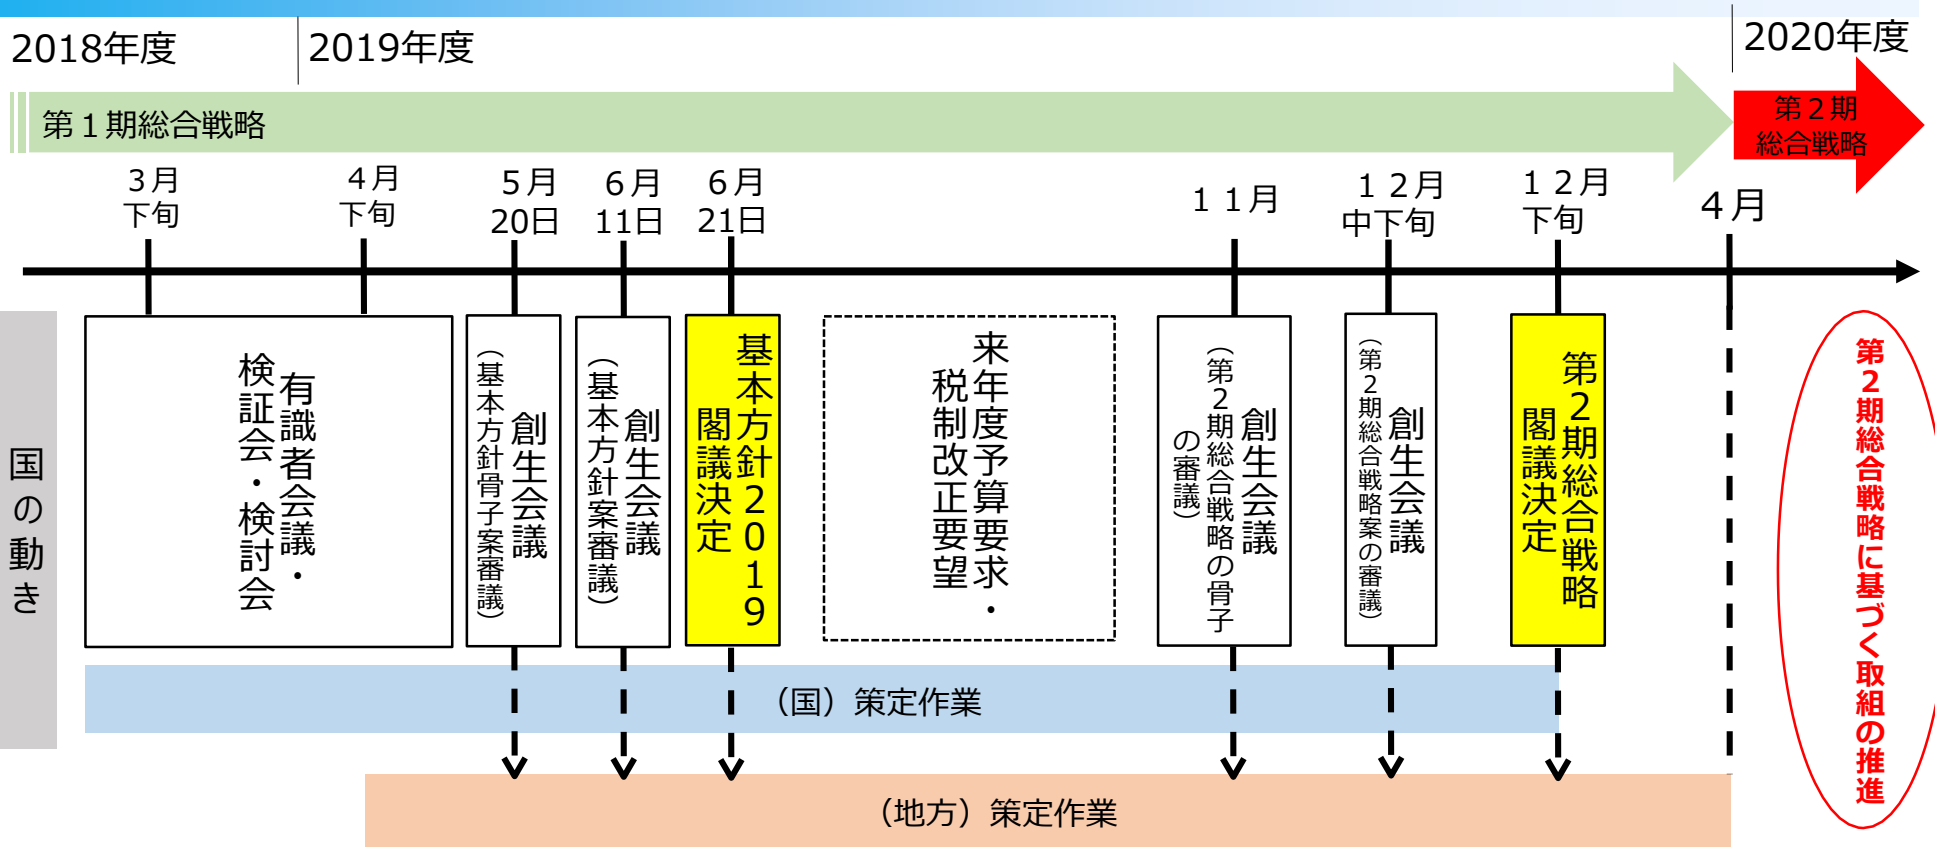 2018年度
2019年度
2020年度
第１期総合戦略
第２期
総合戦略
３月
下旬
４月
下旬
５月
20日
６月
11日
６月
21日
１１月
１２月
中下旬
１２月
下旬
４月
国の動き
有識者会議・
検証会・検討会
創生会議
（基本方針骨子案審議）
創生会議
（基本方針案審議）
基本方針２０１９
閣議決定
来年度予算要求・
税制改正要望
創生会議
（第２期総合戦略の骨子
の審議）
創生会議
（第２期総合戦略案の審議）
第２期総合戦略
閣議決定
第２期総合戦略に基づく取組の推進
（国）策定作業
（地方）策定作業